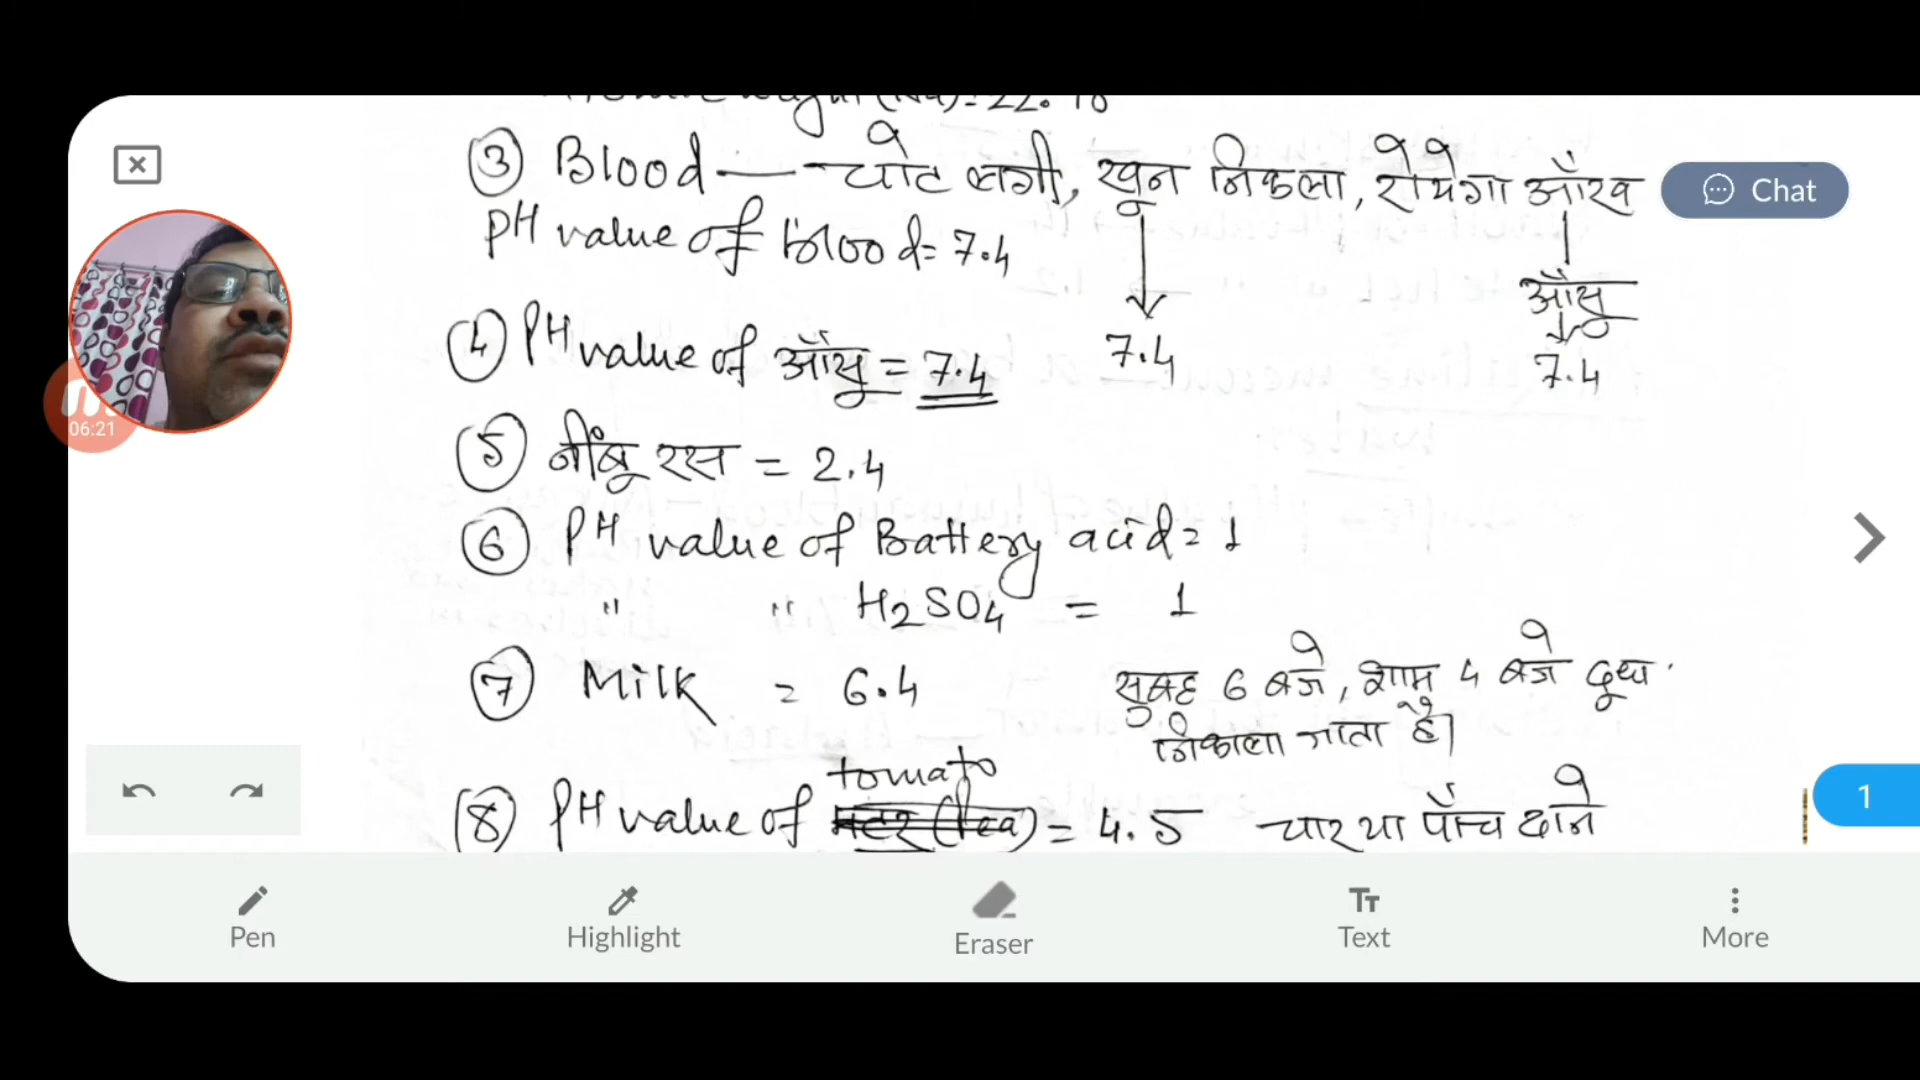 ③ Blood — चोट लगी, खून निकला, रोयेगा आँख
Chat
PH value of Blood = 7.4
आँसु
④ PH value of आँसु = 7.4
7.4
7.4
06:21
⑤ नींबू रस = 2.4
⑥ PH value of Battery acid = 1
" " H2SO4 = 1
⑦ Milk = 6.4
सुबह 6 बजे, शाम 4 बजे दूध
निकाला जाता है।
tomato
⑧ PH value of = 4.5 चार या पाँच दाने
1
Pen
Highlight
Eraser
Text
More